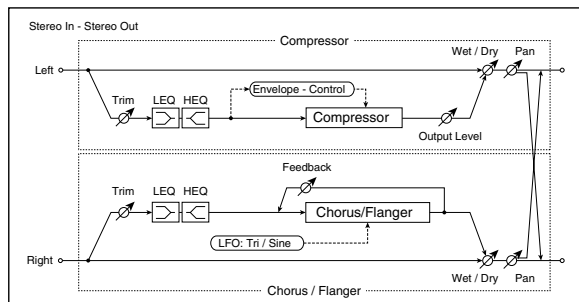 Stereo In - Stereo Out
Compressor
Wet / Dry
Pan
Left
Trim
LEQ
HEQ
Envelope - Control
Compressor
Output Level
Feedback
Trim
LEQ
HEQ
Chorus/Flanger
LFO: Tri / Sine
Right
Wet / Dry
Pan
Chorus / Flanger